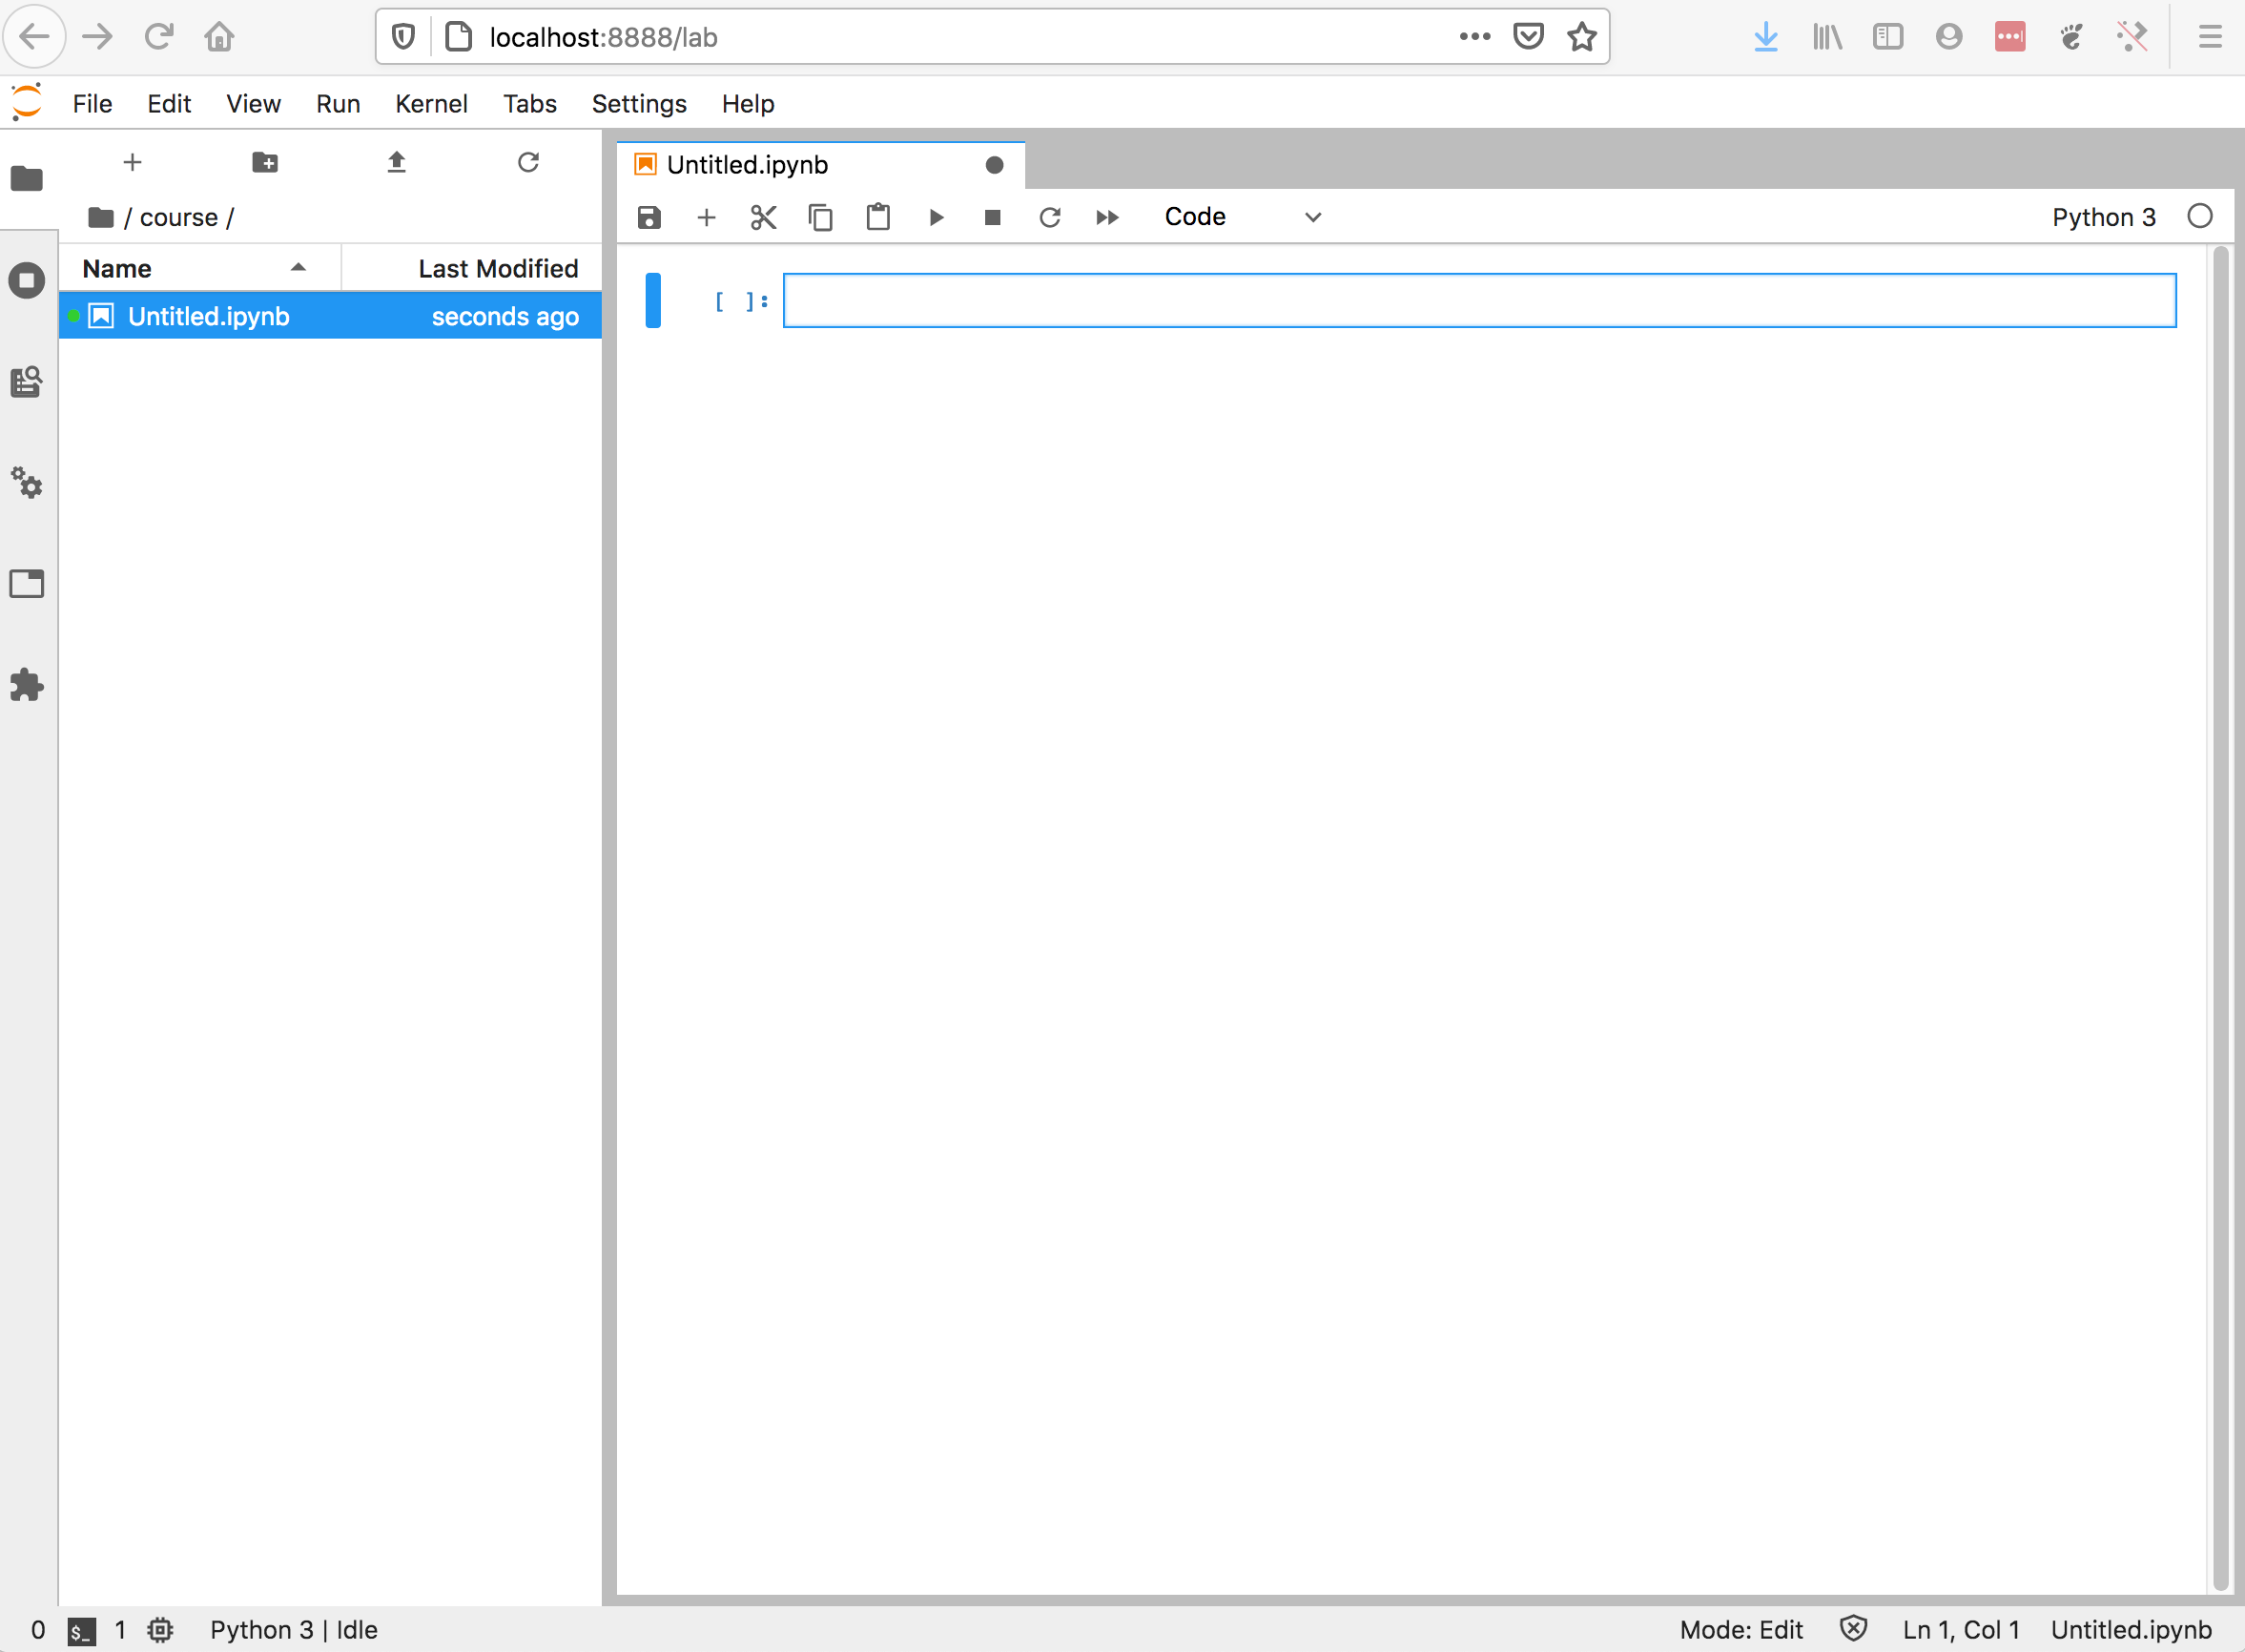 localhost:8888/lab
File Edit View Run Kernel Tabs Settings Help
/ course /
Name Last Modified
Untitled.ipynb seconds ago
Untitled.ipynb
Code Python 3
[ ]:
0 $_ 1 Python 3 | Idle Mode: Edit Ln 1, Col 1 Untitled.ipynb